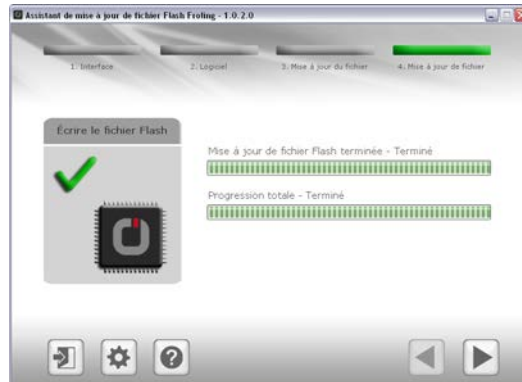 Assistant de mise à jour de fichier Flash Froling - 1.0.2.0
1. Interface
2. Logiciel
3. Mise à jour du fichier
4. Mise à jour de fichier
Écrire le fichier Flash
Mise à jour de fichier Flash terminée - Terminé
Progression totale - Terminé